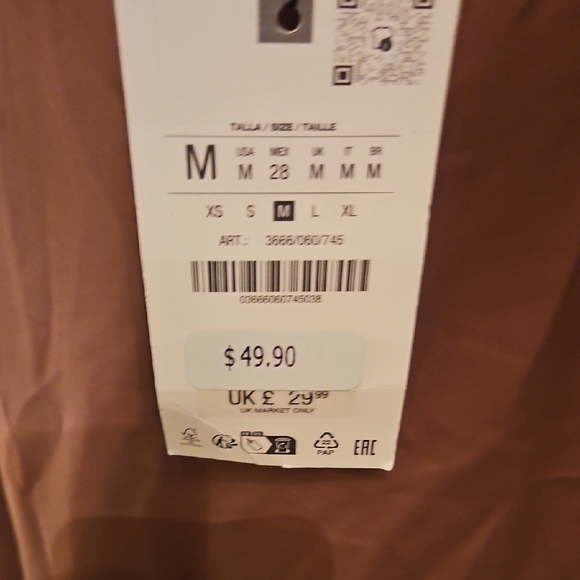 TALLA / SIZE / TAILLE
M USA MEX UK IT BR
M 28 M M M
XS S M L XL
ART.: 3666/060/745
03666060745038
$ 49.90
UK £ 29.99
UK MARKET ONLY
22
PAP
EAC